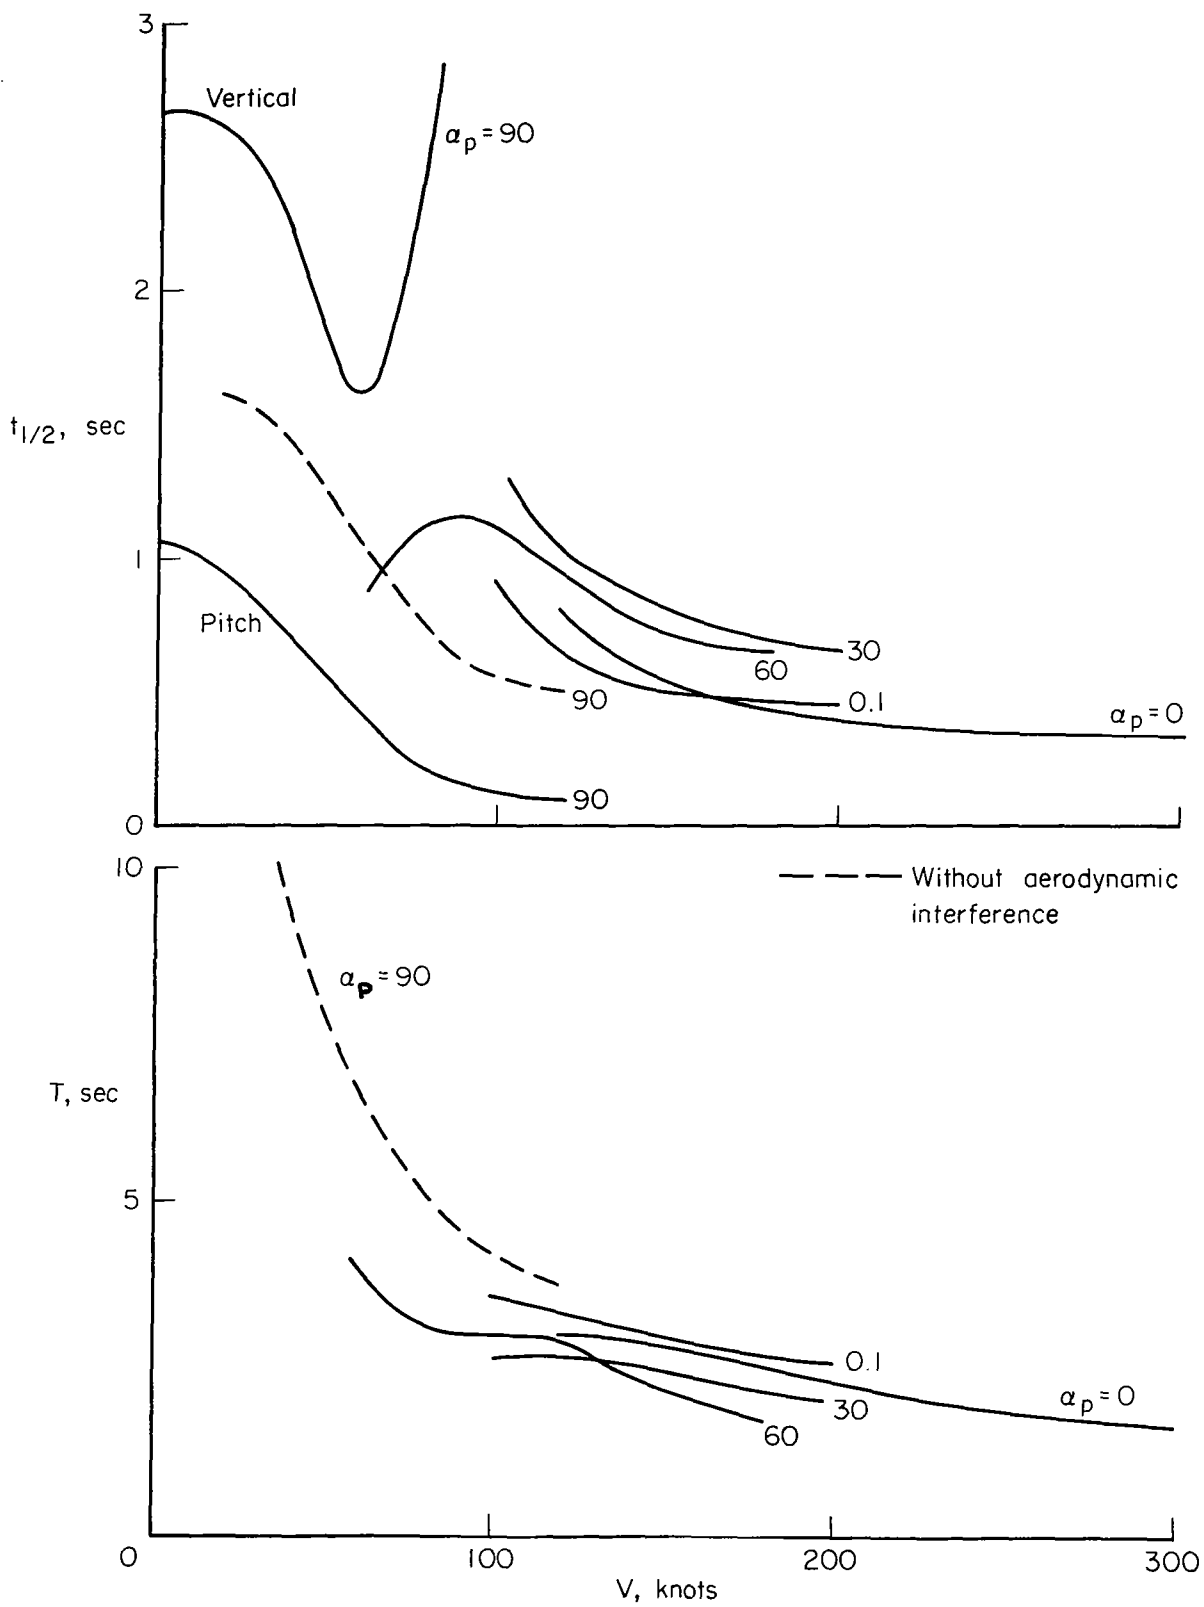 3
Vertical
αp = 90
2
t1/2, sec
1
Pitch
30
60
90
0.1
αp = 0
90
0
10
Without aerodynamic
interference
αp = 90
T, sec
5
0.1
αp = 0
30
60
0
100
200
300
V, knots